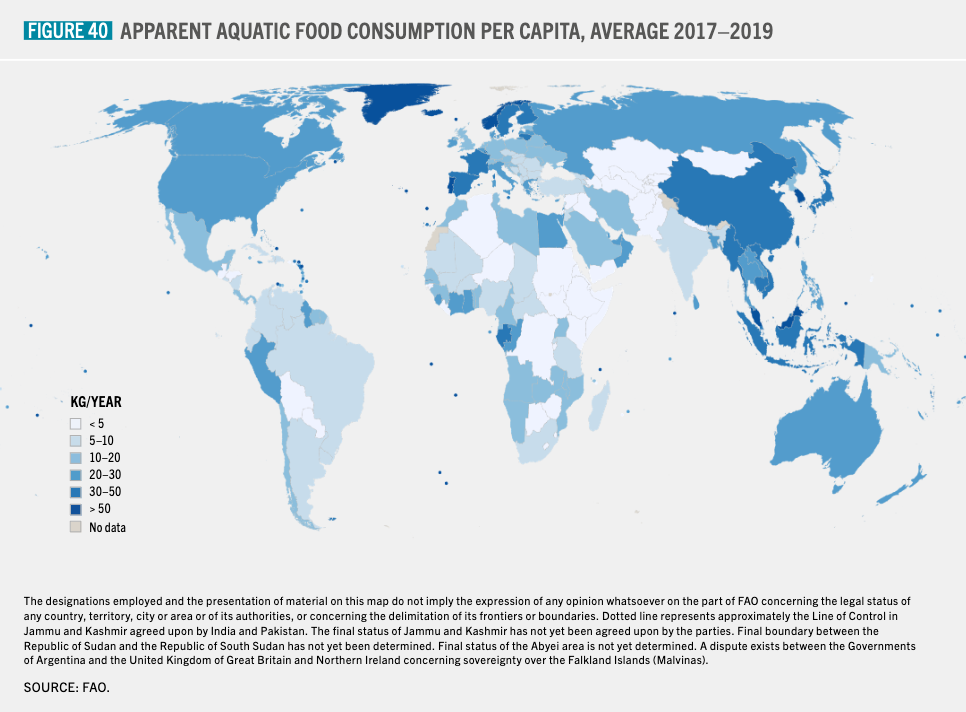 FIGURE 40 APPARENT AQUATIC FOOD CONSUMPTION PER CAPITA, AVERAGE 2017–2019
KG/YEAR
< 5
5–10
10–20
20–30
30–50
> 50
No data
The designations employed and the presentation of material on this map do not imply the expression of any opinion whatsoever on the part of FAO concerning the legal status of
any country, territory, city or area or of its authorities, or concerning the delimitation of its frontiers or boundaries. Dotted line represents approximately the Line of Control in
Jammu and Kashmir agreed upon by India and Pakistan. The final status of Jammu and Kashmir has not yet been agreed upon by the parties. Final boundary between the
Republic of Sudan and the Republic of South Sudan has not yet been determined. Final status of the Abyei area is not yet determined. A dispute exists between the Governments
of Argentina and the United Kingdom of Great Britain and Northern Ireland concerning sovereignty over the Falkland Islands (Malvinas).
SOURCE: FAO.